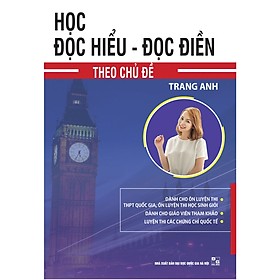 HỌC
ĐỌC HIỂU - ĐỌC ĐIỀN
THEO CHỦ ĐỀ
TRANG ANH
DÀNH CHO ÔN LUYỆN THI
THPT QUỐC GIA; ÔN LUYỆN THI HỌC SINH GIỎI
DÀNH CHO GIÁO VIÊN THAM KHẢO
LUYỆN THI CÁC CHỨNG CHỈ QUỐC TẾ
NHÀ XUẤT BẢN ĐẠI HỌC QUỐC GIA HÀ NỘI